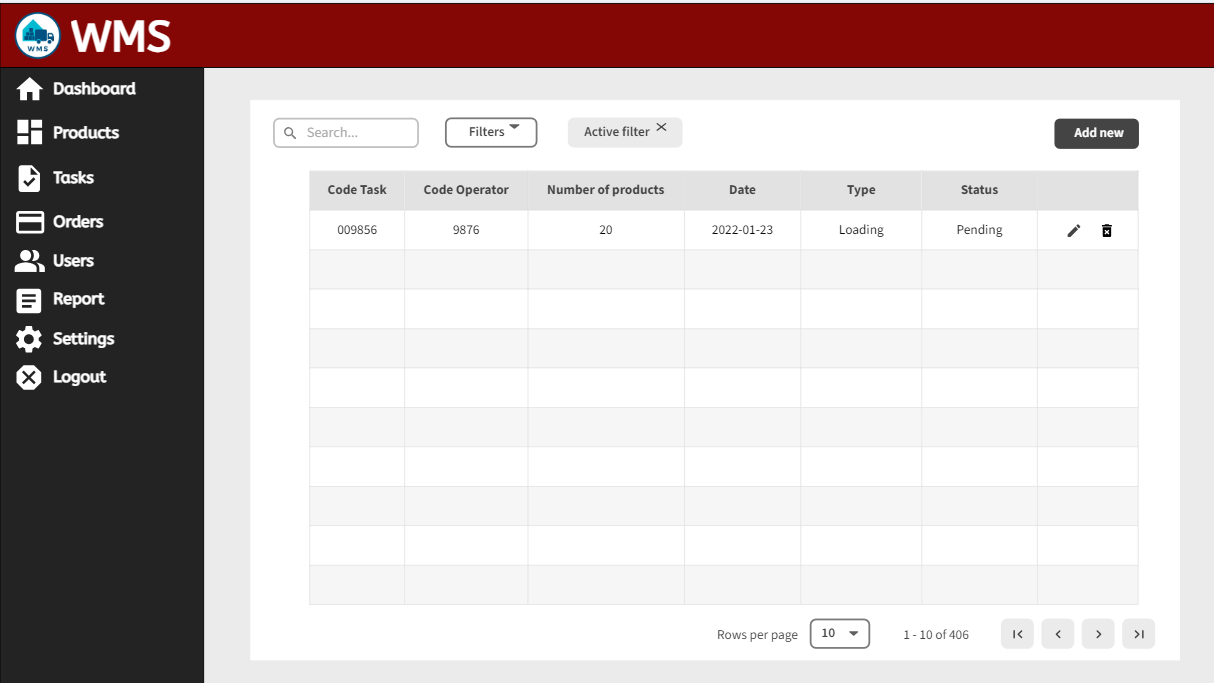 WMS
WMS
Dashboard
Products
Tasks
Orders
Users
Report
Settings
Logout
Search...
Filters
Active filter
Add new
Code Task Code Operator Number of products Date Type Status
009856 9876 20 2022-01-23 Loading Pending
Rows per page 10 1 - 10 of 406